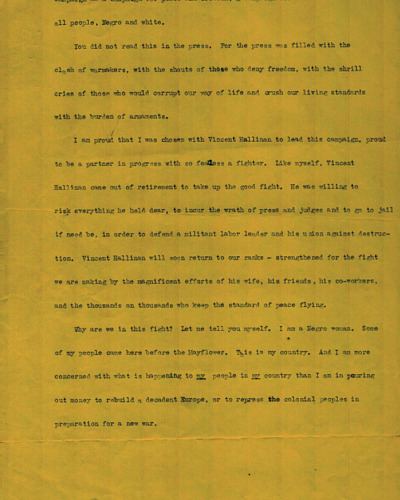 all people, Negro and white.
You did not read this in the press. For the press was filled with the
clash of warmakers, with the shouts of those who deny freedom, with the shrill
cries of those who would corrupt our way of life and crush our living standards
with the burden of armaments.
I am proud that I was chosen with Vincent Hallinan to lead this campaign, proud
to be a partner in progress with so fealess a fighter. Like myself, Vincent
Hallinan came out of retirement to take up the good fight. He was willing to
risk everything he held dear, to incur the wrath of press and judges and to go to jail
if need be, in order to defend a militant labor leader and his union against destruc-
tion. Vincent Hallinan will soon return to our ranks - strengthened for the fight
we are making by the magnificent efforts of his wife, his friends, his co-workers,
and the thousands an thousands who keep the standard of peace flying.
Why are we in this fight? Let me tell you myself. I am a Negro woman. Some
of my people came here before the Mayflower. This is my country. And I am more
concerned with what is happening to my people in my country than I am in pouring
out money to rebuild a decadent Europe, or to repress the colonial peoples in
preparation for a new war.